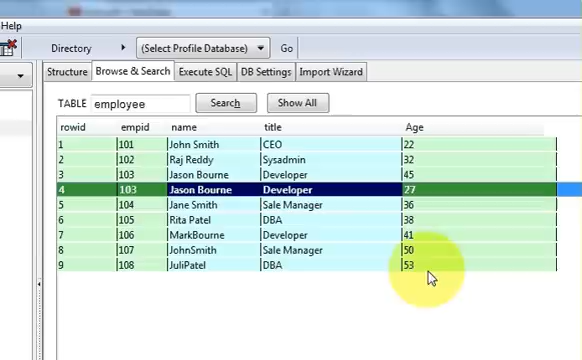 Help
Directory (Select Profile Database) Go
Structure Browse & Search Execute SQL DB Settings Import Wizard
TABLE employee Search Show All
rowid empid name title Age
1 101 John Smith CEO 22
2 102 Raj Reddy Sysadmin 32
3 103 Jason Bourne Developer 45
4 103 Jason Bourne Developer 27
5 104 Jane Smith Sale Manager 36
6 105 Rita Patel DBA 38
7 106 MarkBourne Developer 41
8 107 JohnSmith Sale Manager 50
9 108 JuliPatel DBA 53